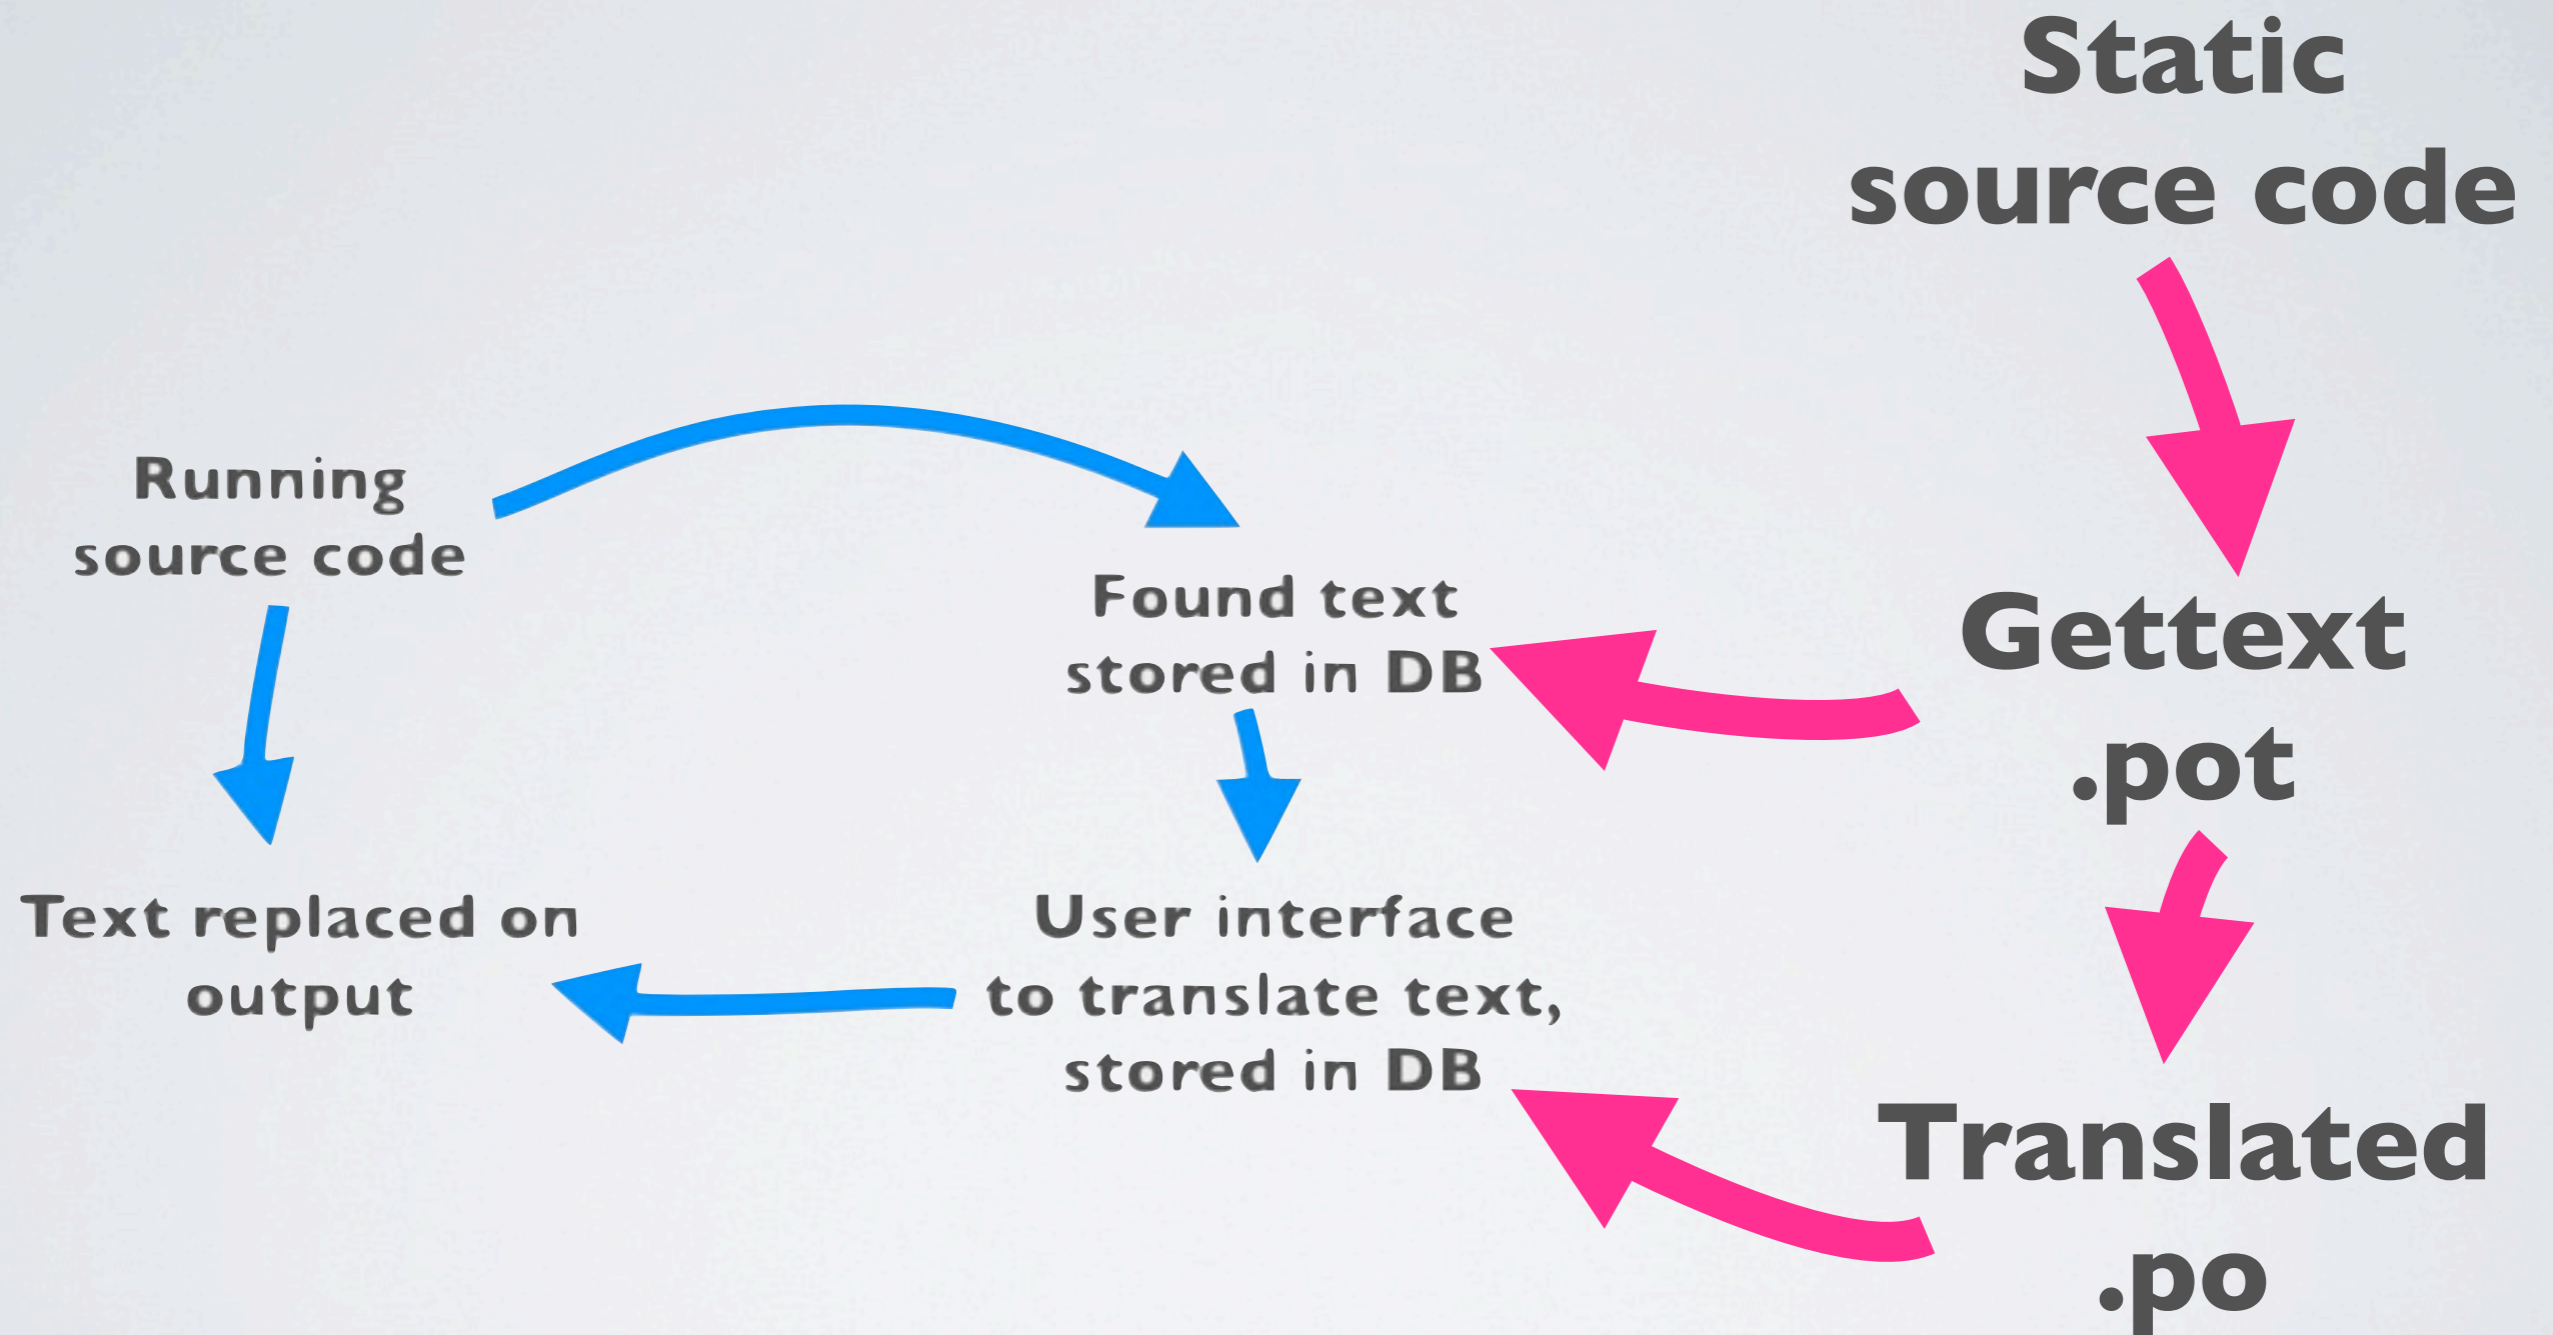 Static
source code
Running
source code
Found text
stored in DB
Gettext
.pot
Text replaced on
output
User interface
to translate text,
stored in DB
Translated
.po